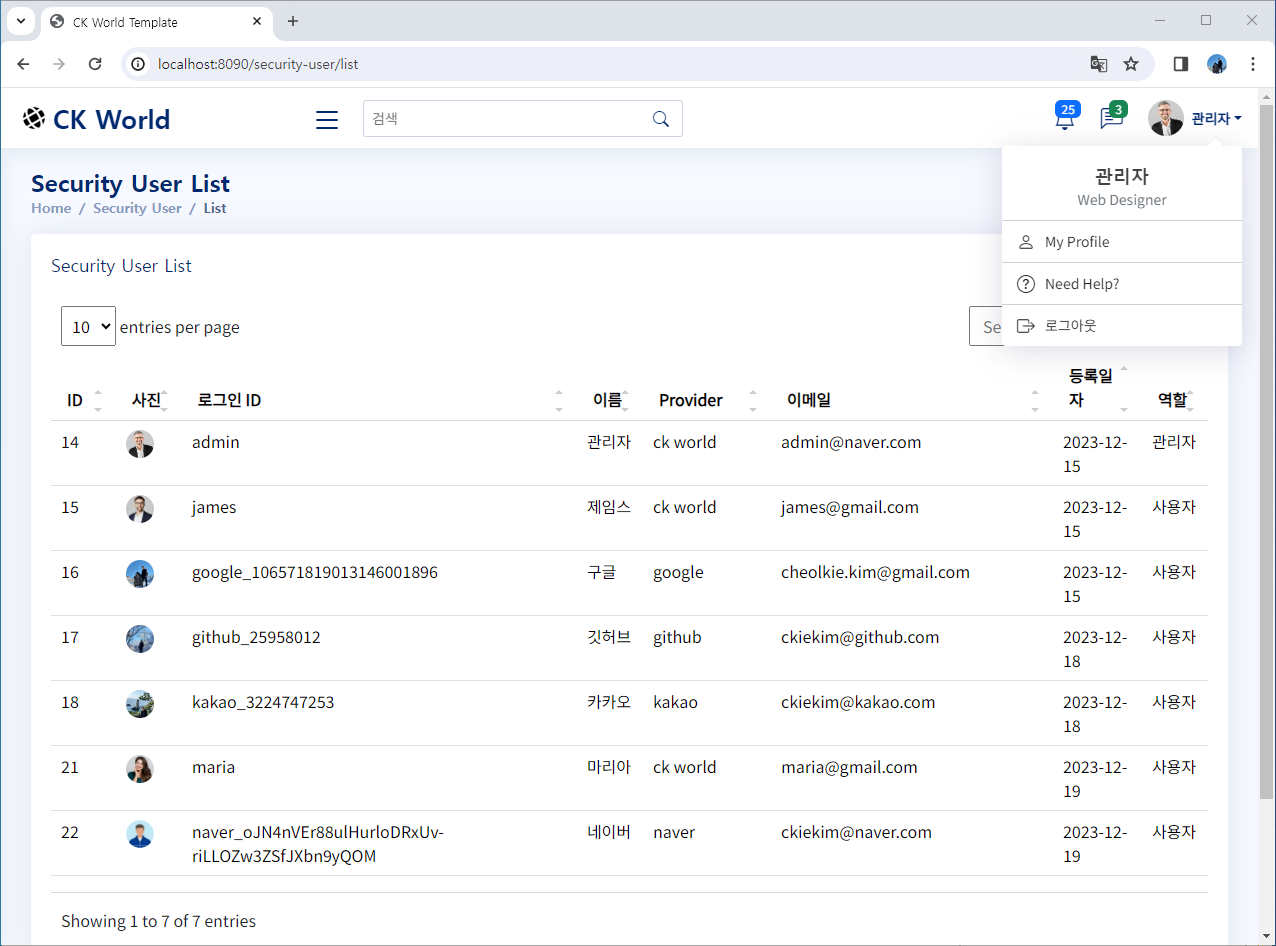 CK World Template
localhost:8090/security-user/list
CK World
검색
25
3
관리자
Security User List
Home / Security User / List
관리자
Web Designer
My Profile
Need Help?
로그아웃
Security User List
10 entries per page
Se
ID 사진 로그인 ID 이름 Provider 이메일 등록일
자 역할
14 admin 관리자 ck world admin@naver.com 2023-12-
15 관리자
15 james 제임스 ck world james@gmail.com 2023-12-
15 사용자
16 google_106571819013146001896 구글 google cheolkie.kim@gmail.com 2023-12-
15 사용자
17 github_25958012 깃허브 github ckiekim@github.com 2023-12-
18 사용자
18 kakao_3224747253 카카오 kakao ckiekim@kakao.com 2023-12-
18 사용자
21 maria 마리아 ck world maria@gmail.com 2023-12-
19 사용자
22 naver_oJN4nVEr88ulHurloDRxUv- 네이버 naver ckiekim@naver.com 2023-12- 사용자
riLLOZw3ZSfJXbn9yQOM 19
Showing 1 to 7 of 7 entries